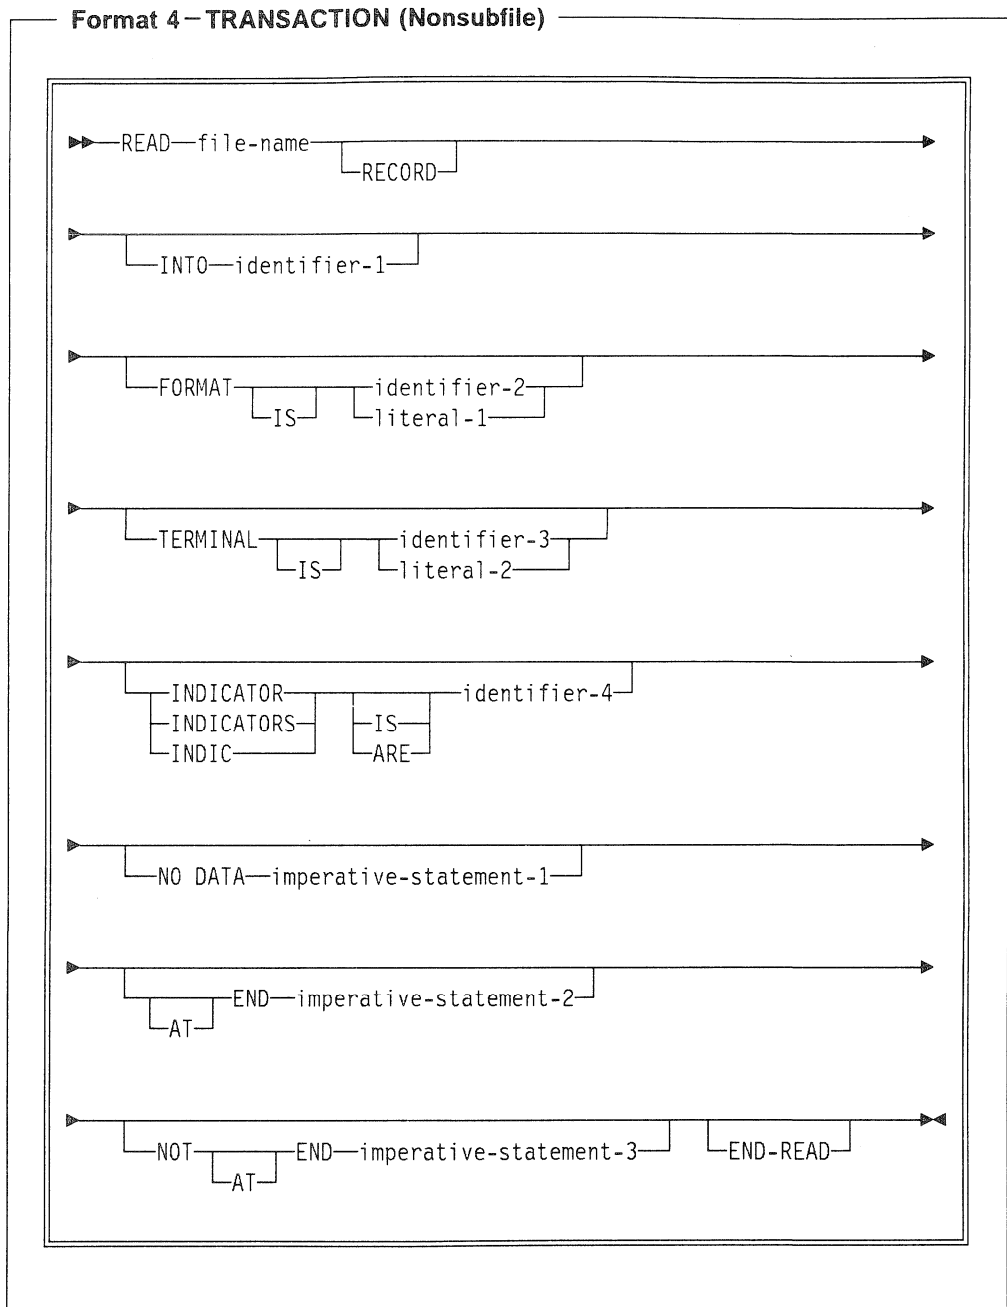 Format 4－TRANSACTION (Nonsubfile)
READ file-name
RECORD
INTO identifier-1
FORMAT identifier-2
IS literal-1
TERMINAL identifier-3
IS literal-2
INDICATOR identifier-4
INDICATORS IS
INDIC ARE
NO DATA imperative-statement-1
END imperative-statement-2
AT
NOT END imperative-statement-3 END-READ
AT